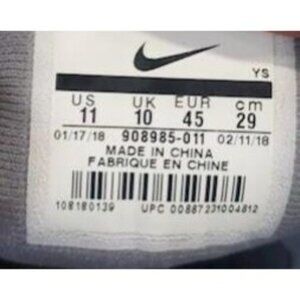 YS
US UK EUR cm
11 10 45 29
01/17/18 908985-011 02/11/18
MADE IN CHINA
FABRIQUE EN CHINE
108180139 UPC 00887231004812